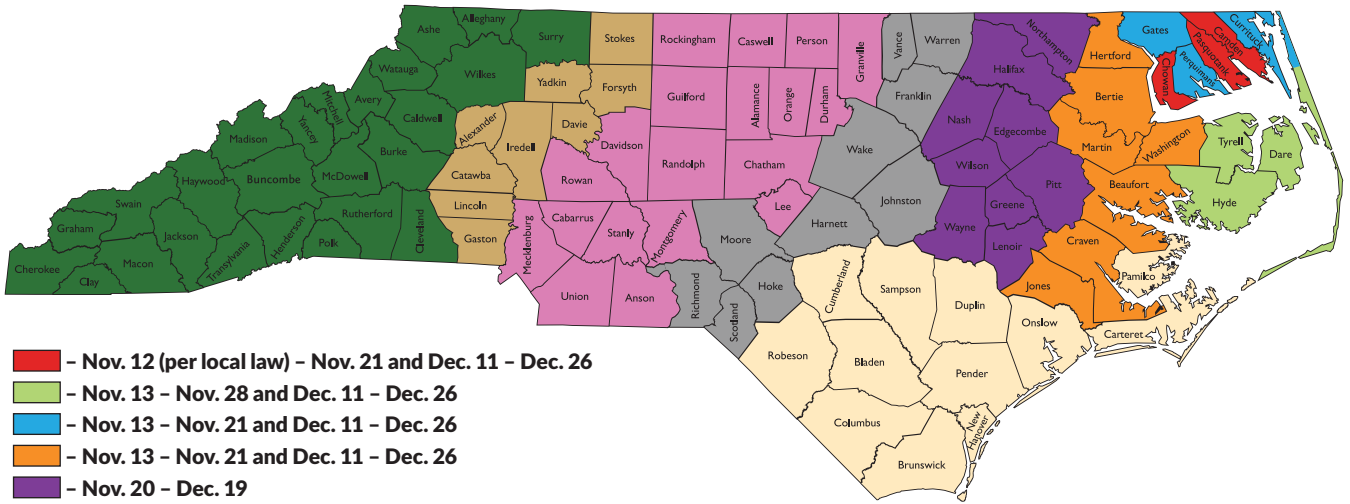 Alleghany
Ashe
Surry
Stokes
Rockingham
Caswell
Person
Granville
Vance
Warren
Northampton
Hertford
Gates
Currituck
Camden
Pasquotank
Perquimans
Chowan
Watauga
Wilkes
Yadkin
Forsyth
Guilford
Alamance
Orange
Durham
Franklin
Halifax
Bertie
Mitchell
Avery
Caldwell
Alexander
Iredell
Davie
Davidson
Randolph
Chatham
Wake
Nash
Edgecombe
Martin
Washington
Tyrell
Dare
Madison
Yancey
Burke
Catawba
Rowan
Wilson
Pitt
Beaufort
Hyde
Haywood
Buncombe
McDowell
Lincoln
Lee
Johnston
Greene
Swain
Rutherford
Cleveland
Gaston
Mecklenburg
Cabarrus
Stanly
Montgomery
Moore
Harnett
Wayne
Lenoir
Craven
Graham
Jackson
Henderson
Polk
Pamilco
Cherokee
Macon
Transylvania
Clay
Union
Anson
Richmond
Scotland
Hoke
Cumberland
Sampson
Duplin
Jones
Onslow
Carteret
Robeson
Bladen
Pender
Columbus
New
Hanover
Brunswick
– Nov. 12 (per local law) – Nov. 21 and Dec. 11 – Dec. 26
– Nov. 13 – Nov. 28 and Dec. 11 – Dec. 26
– Nov. 13 – Nov. 21 and Dec. 11 – Dec. 26
– Nov. 13 – Nov. 21 and Dec. 11 – Dec. 26
– Nov. 20 – Dec. 19